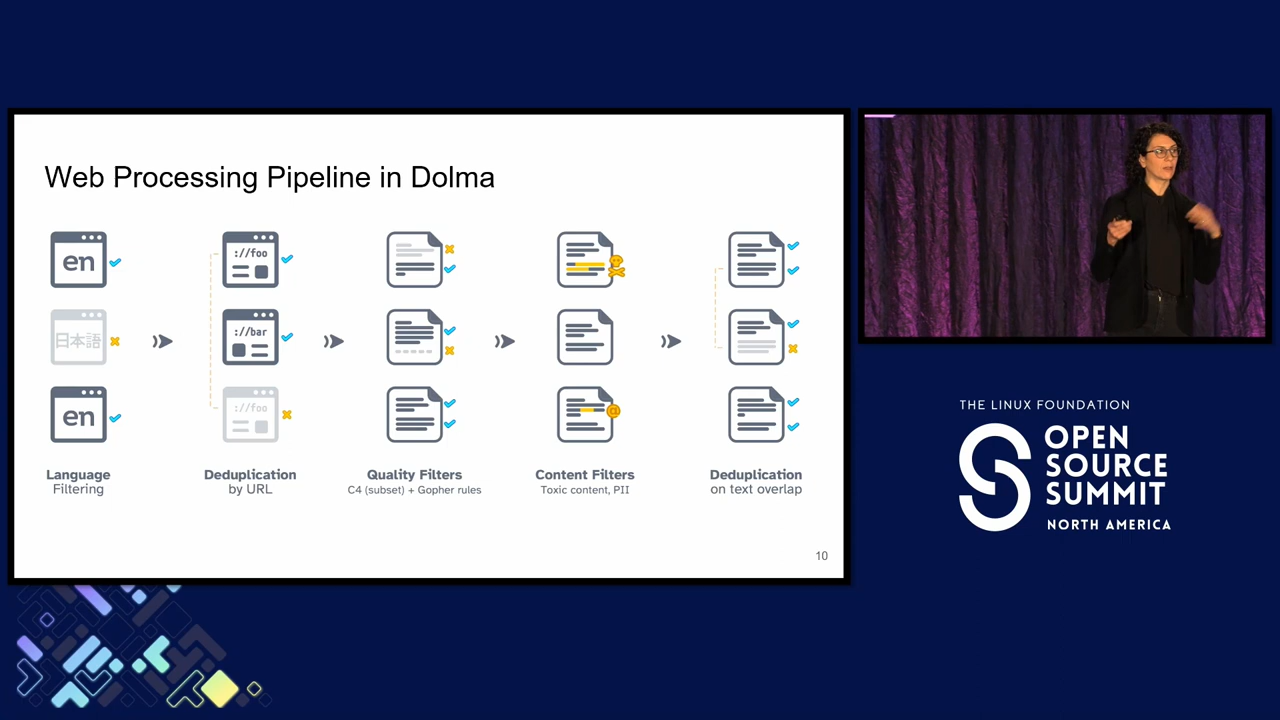 Web Processing Pipeline in Dolma
en
日本語
en
://foo
://bar
://foo
@
Language
Filtering
Deduplication
by URL
Quality Filters
C4 (subset) + Gopher rules
Content Filters
Toxic content, PII
Deduplication
on text overlap
10
THE LINUX FOUNDATION
OPEN
SOURCE
SUMMIT
NORTH AMERICA